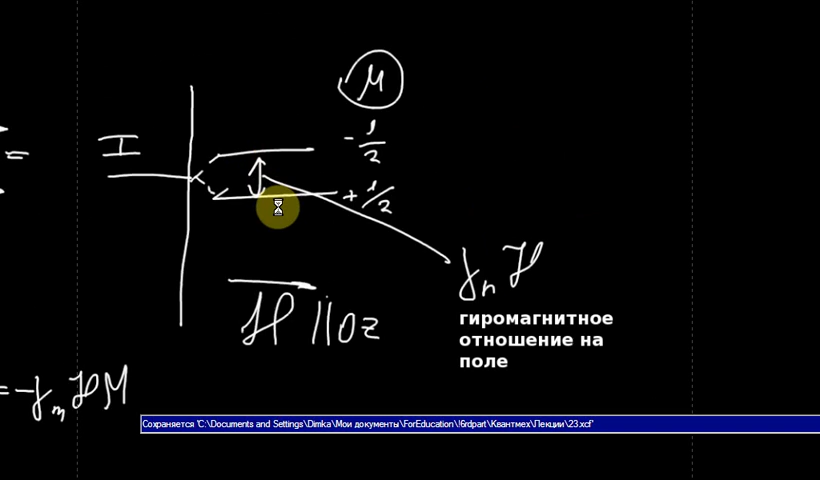 M
= I
- 1/2
+ 1/2
γn H
гиромагнитное
отношение на
поле
H || oz
= -γn H M
Сохраняется 'C:\Documents and Settings\Dimka\Мои документы\ForEducation\!6rdpart\Квантмех\Лекции\23.xcf'